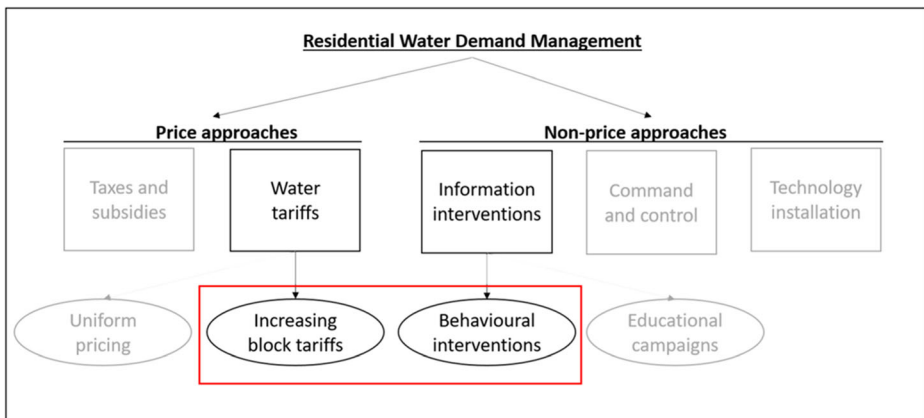 Residential Water Demand Management
Price approaches
Non-price approaches
Taxes and
subsidies
Water
tariffs
Information
interventions
Command
and control
Technology
installation
Uniform
pricing
Increasing
block tariffs
Behavioural
interventions
Educational
campaigns